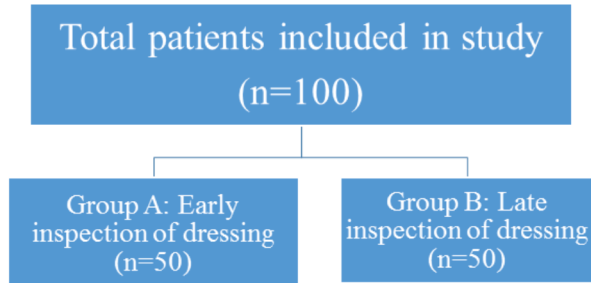 Total patients included in study
(n=100)
Group A: Early
inspection of dressing
(n=50)
Group B: Late
inspection of dressing
(n=50)